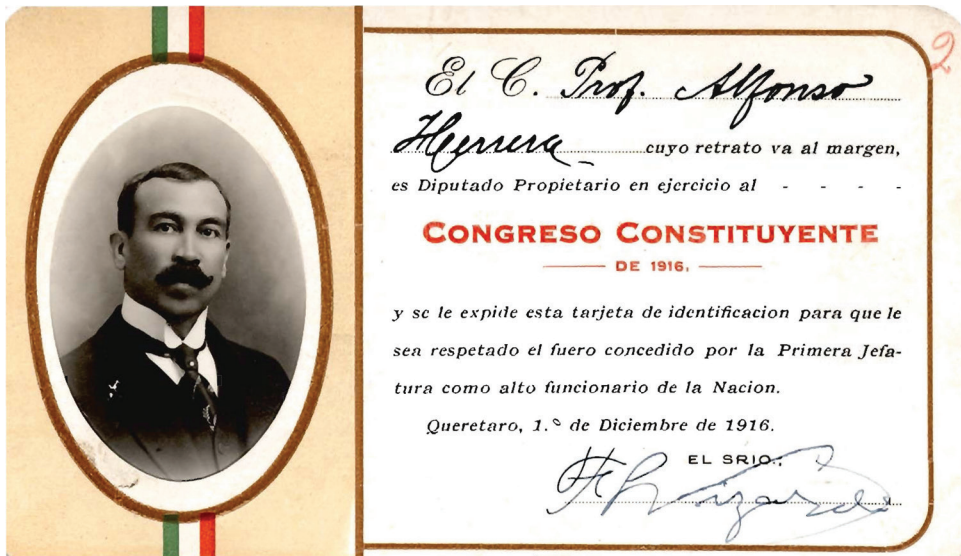 2
El C. Prof. Alfonso
Herrera cuyo retrato va al margen,
es Diputado Propietario en ejercicio al - - - -
CONGRESO CONSTITUYENTE
DE 1916,
y se le expide esta tarjeta de identificacion para que le
sea respetado el fuero concedido por la Primera Jefa-
tura como alto funcionario de la Nacion.
Queretaro, 1.º de Diciembre de 1916.
EL SRIO.;